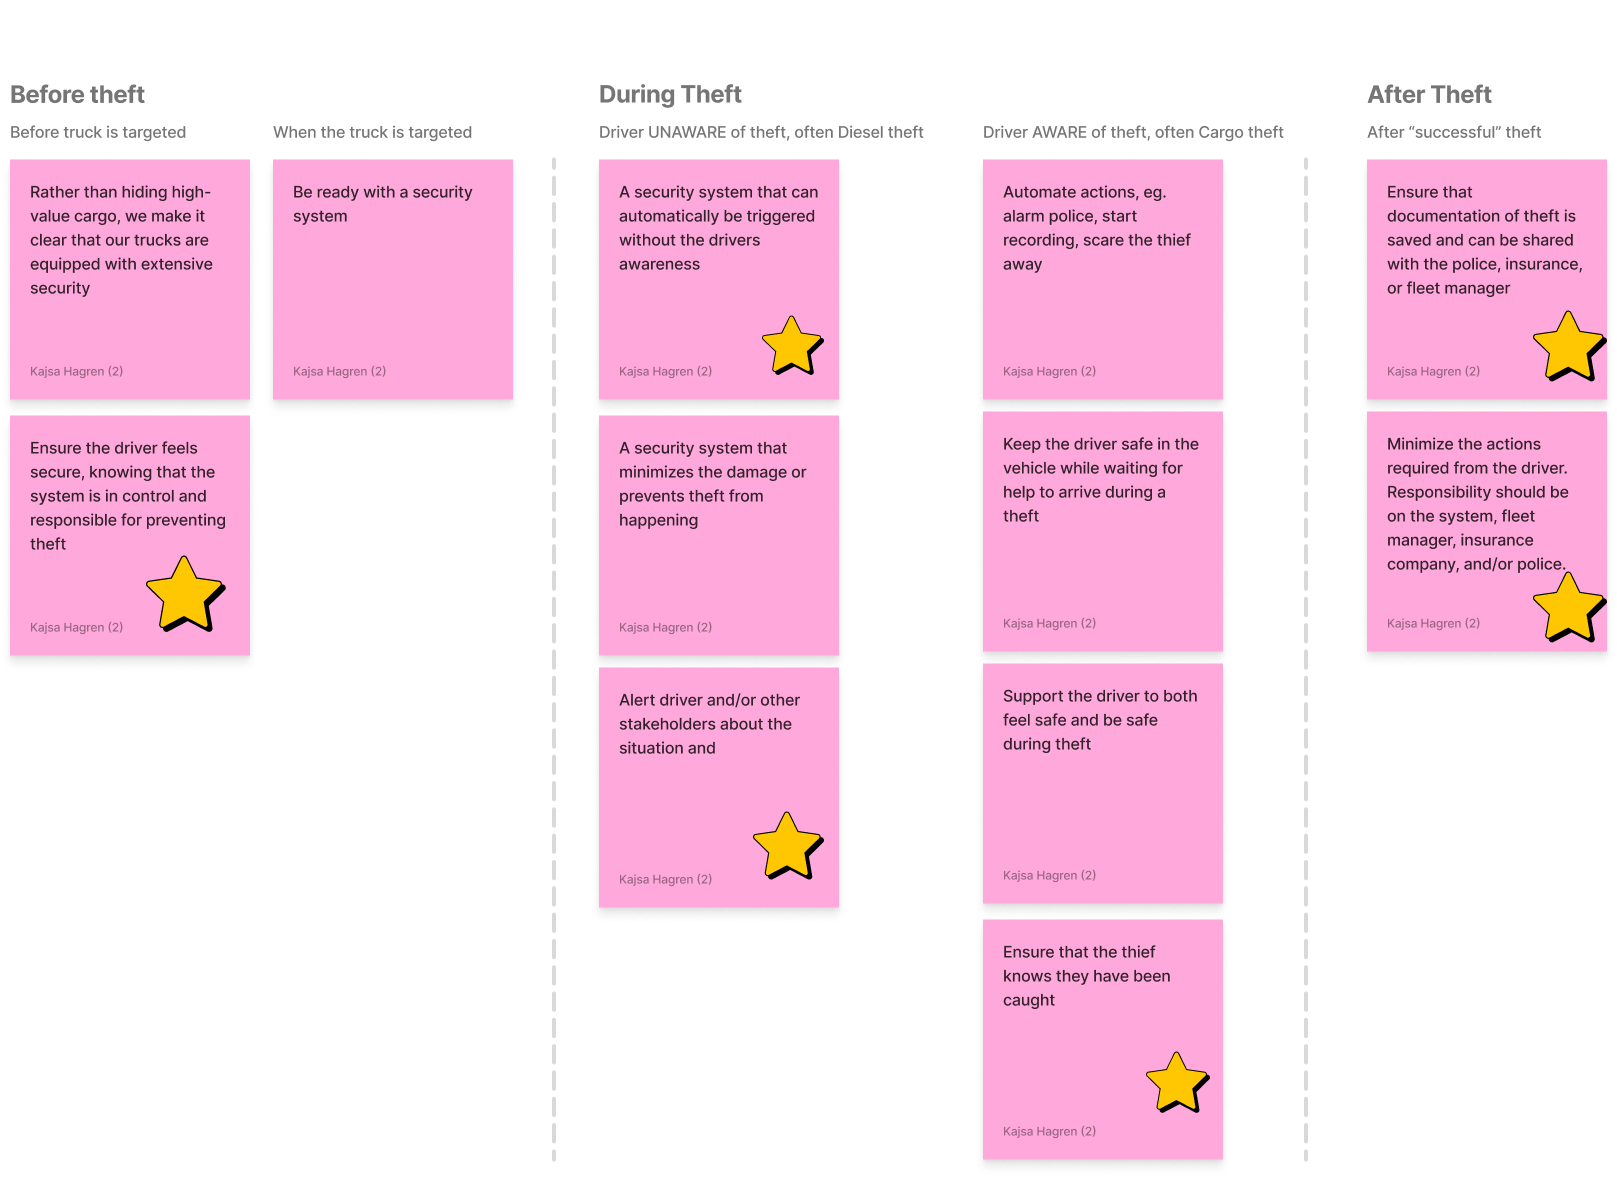 Before theft
Before truck is targeted
Rather than hiding high-
value cargo, we make it
clear that our trucks are
equipped with extensive
security
Kajsa Hagren (2)
Ensure the driver feels
secure, knowing that the
system is in control and
responsible for preventing
theft
Kajsa Hagren (2)
When the truck is targeted
Be ready with a security
system
Kajsa Hagren (2)
During Theft
Driver UNAWARE of theft, often Diesel theft
A security system that can
automatically be triggered
without the drivers
awareness
Kajsa Hagren (2)
A security system that
minimizes the damage or
prevents theft from
happening
Kajsa Hagren (2)
Alert driver and/or other
stakeholders about the
situation and
Kajsa Hagren (2)
Driver AWARE of theft, often Cargo theft
Automate actions, eg.
alarm police, start
recording, scare the thief
away
Kajsa Hagren (2)
Keep the driver safe in the
vehicle while waiting for
help to arrive during a
theft
Kajsa Hagren (2)
Support the driver to both
feel safe and be safe
during theft
Kajsa Hagren (2)
Ensure that the thief
knows they have been
caught
Kajsa Hagren (2)
After Theft
After “successful” theft
Ensure that
documentation of theft is
saved and can be shared
with the police, insurance,
or fleet manager
Kajsa Hagren (2)
Minimize the actions
required from the driver.
Responsibility should be
on the system, fleet
manager, insurance
company, and/or police.
Kajsa Hagren (2)